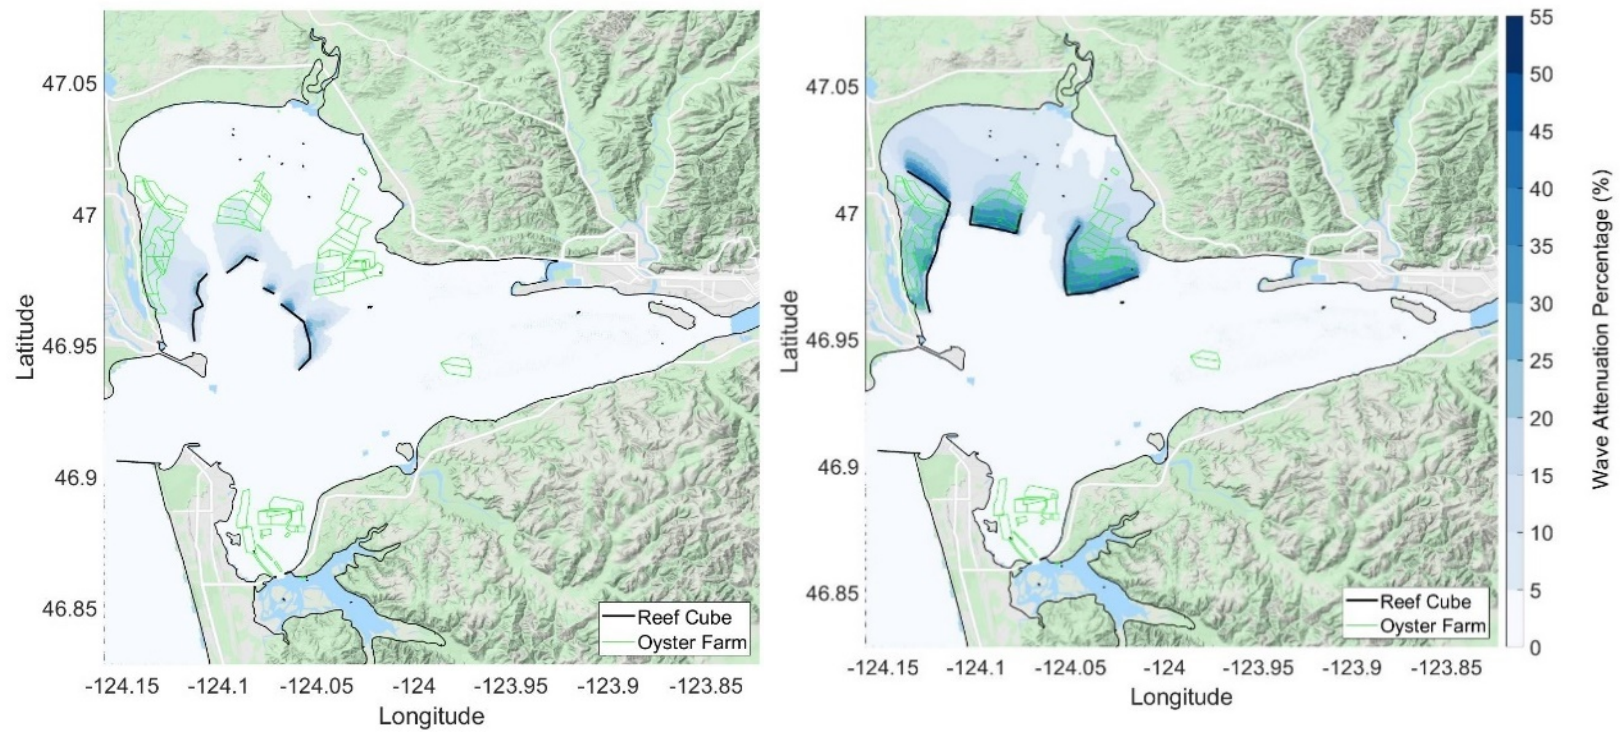 47.05
47
46.95
46.9
46.85
Latitude
-124.15 -124.1 -124.05 -124 -123.95 -123.9 -123.85
Longitude
Reef Cube
Oyster Farm
47.05
47
46.95
46.9
46.85
Latitude
-124.15 -124.1 -124.05 -124 -123.95 -123.9 -123.85
Longitude
Reef Cube
Oyster Farm
55
50
45
40
35
30
25
20
15
10
5
0
Wave Attenuation Percentage (%)